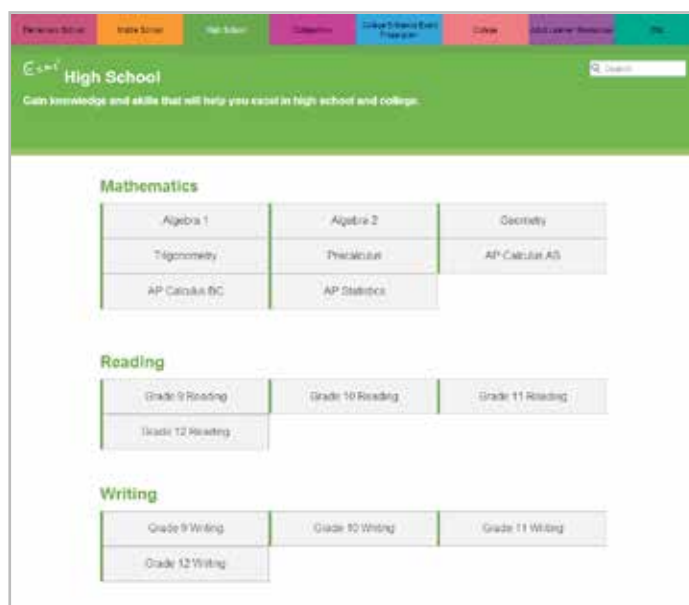 Elementary School Middle School High School College Entrance Exam Preparation College Adult Learner
High School
Search
Gain knowledge and skills that will help you excel in high school and college.
Mathematics
Algebra 1 Algebra 2 Geometry
Trigonometry Precalculus AP Calculus AB
AP Calculus BC AP Statistics
Reading
Grade 9 Reading Grade 10 Reading Grade 11 Reading
Grade 12 Reading
Writing
Grade 9 Writing Grade 10 Writing Grade 11 Writing
Grade 12 Writing